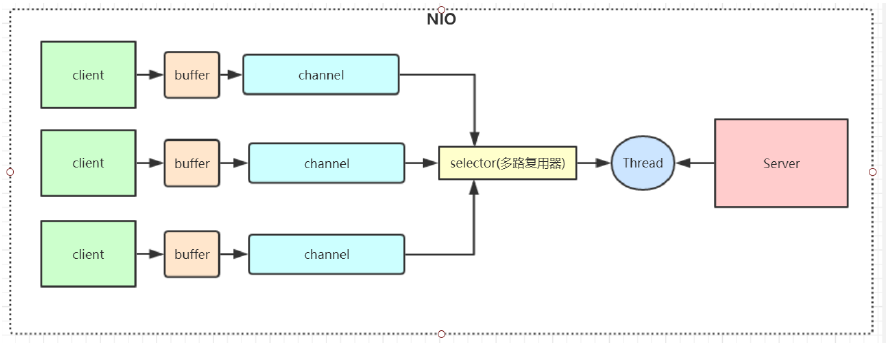 NIO
client
buffer
channel
client
buffer
channel
selector(多路复用器)
Thread
Server
client
buffer
channel